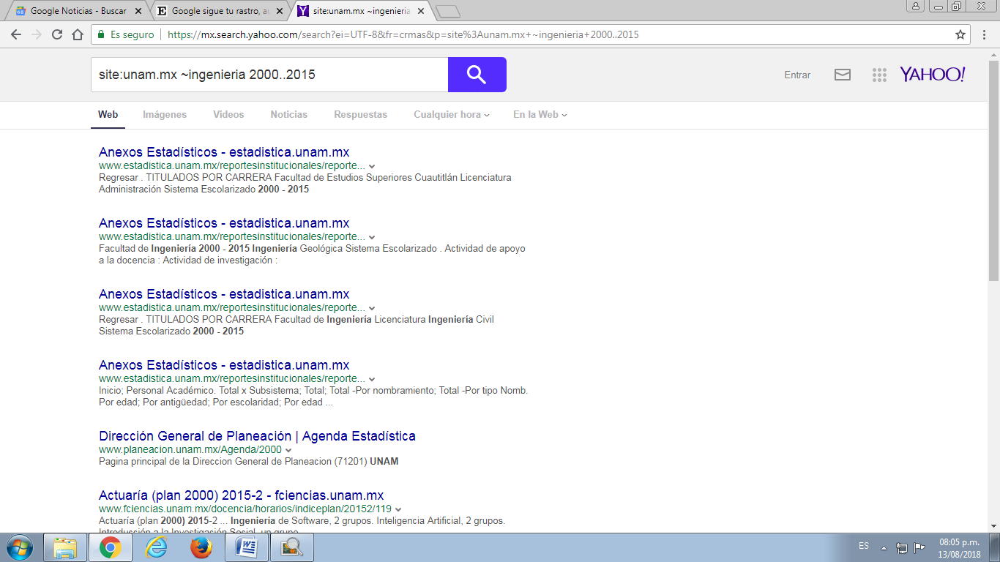 Google Noticias - Buscar
Google sigue tu rastro, au
site:unam.mx ~ingenieria
Es seguro
https://mx.search.yahoo.com/search?ei=UTF-8&fr=crmas&p=site%3Aunam.mx+~ingenieria+2000..2015
site:unam.mx ~ingenieria 2000..2015
Entrar
YAHOO!
Web Imágenes Videos Noticias Respuestas Cualquier hora En la Web
Anexos Estadísticos - estadistica.unam.mx
www.estadistica.unam.mx/reportesinstitucionales/reporte...
Regresar . TITULADOS POR CARRERA Facultad de Estudios Superiores Cuautitlán Licenciatura
Administración Sistema Escolarizado 2000 - 2015
Anexos Estadísticos - estadistica.unam.mx
www.estadistica.unam.mx/reportesinstitucionales/reporte...
Facultad de Ingeniería 2000 - 2015 Ingeniería Geológica Sistema Escolarizado . Actividad de apoyo
a la docencia : Actividad de investigación :
Anexos Estadísticos - estadistica.unam.mx
www.estadistica.unam.mx/reportesinstitucionales/reporte...
Regresar . TITULADOS POR CARRERA Facultad de Ingeniería Licenciatura Ingeniería Civil
Sistema Escolarizado 2000 - 2015
Anexos Estadísticos - estadistica.unam.mx
www.estadistica.unam.mx/reportesinstitucionales/reporte...
Inicio; Personal Académico. Total x Subsistema; Total; Total -Por nombramiento; Total -Por tipo Nomb.
Por edad; Por antigüedad; Por escolaridad; Por edad ...
Dirección General de Planeación | Agenda Estadística
www.planeacion.unam.mx/Agenda/2000
Pagina principal de la Direccion General de Planeacion (71201) UNAM
Actuaría (plan 2000) 2015-2 - fciencias.unam.mx
www.fciencias.unam.mx/docencia/horarios/indiceplan/20152/119
Actuaría (plan 2000) 2015-2 ... Ingeniería de Software, 2 grupos. Inteligencia Artificial, 2 grupos.
Introducción a la Investigación Social, un grupo
ES
08:05 p.m.
13/08/2018